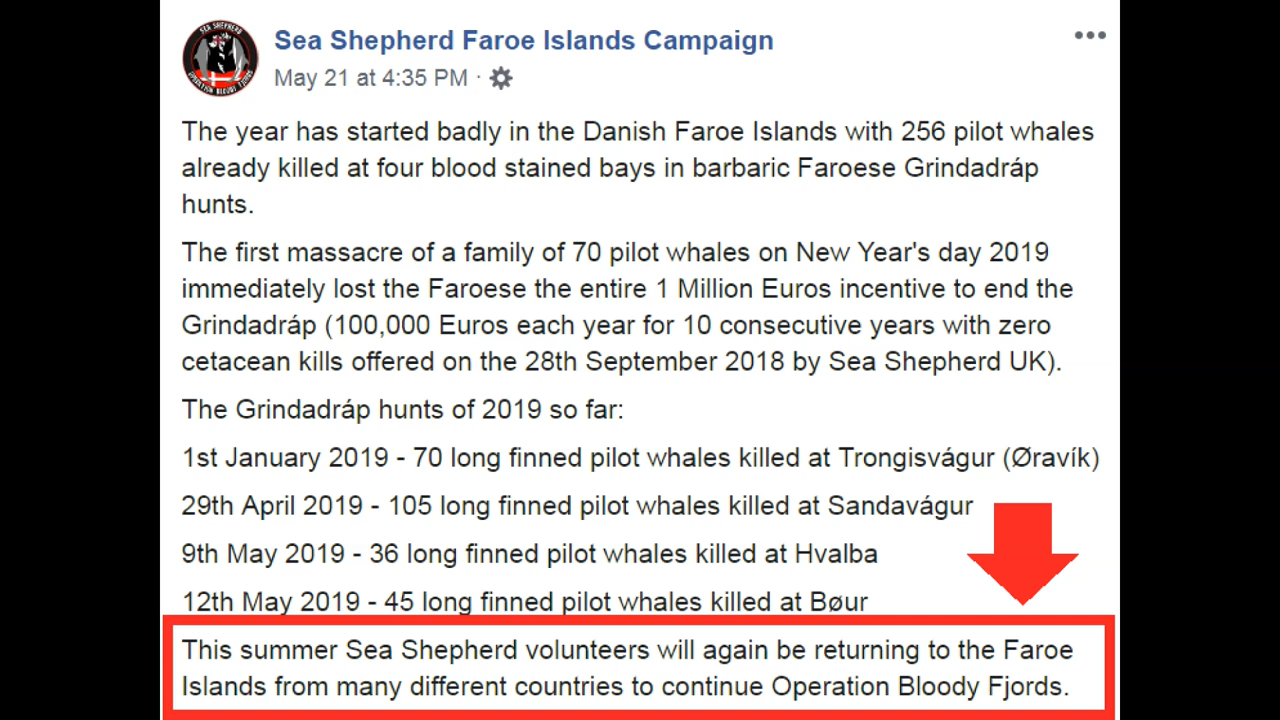 Sea Shepherd Faroe Islands Campaign
May 21 at 4:35 PM ·
The year has started badly in the Danish Faroe Islands with 256 pilot whales
already killed at four blood stained bays in barbaric Faroese Grindadráp
hunts.
The first massacre of a family of 70 pilot whales on New Year's day 2019
immediately lost the Faroese the entire 1 Million Euros incentive to end the
Grindadráp (100,000 Euros each year for 10 consecutive years with zero
cetacean kills offered on the 28th September 2018 by Sea Shepherd UK).
The Grindadráp hunts of 2019 so far:
1st January 2019 - 70 long finned pilot whales killed at Trongisvágur (Øravík)
29th April 2019 - 105 long finned pilot whales killed at Sandavágur
9th May 2019 - 36 long finned pilot whales killed at Hvalba
12th May 2019 - 45 long finned pilot whales killed at Bøur
This summer Sea Shepherd volunteers will again be returning to the Faroe
Islands from many different countries to continue Operation Bloody Fjords.
SEA SHEPHERD
OPERATION BLOODY FJORDS